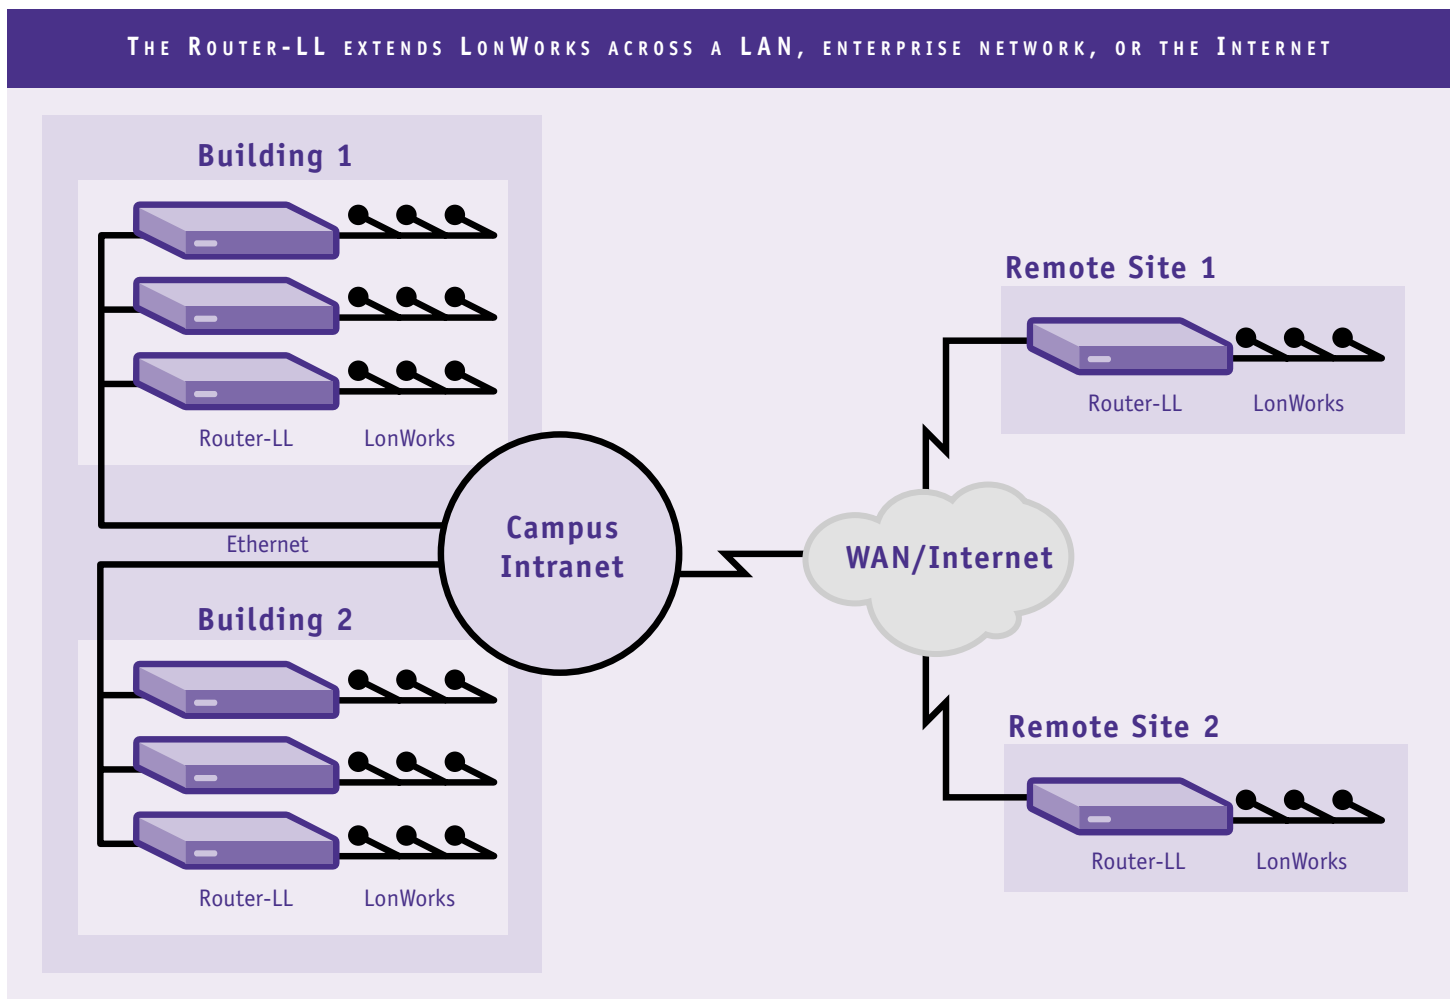 The Router-LL extends LonWorks across a LAN, enterprise network, or the Internet
Building 1
Router-LL LonWorks
Ethernet
Building 2
Router-LL LonWorks
Campus
Intranet
WAN/Internet
Remote Site 1
Router-LL LonWorks
Remote Site 2
Router-LL LonWorks